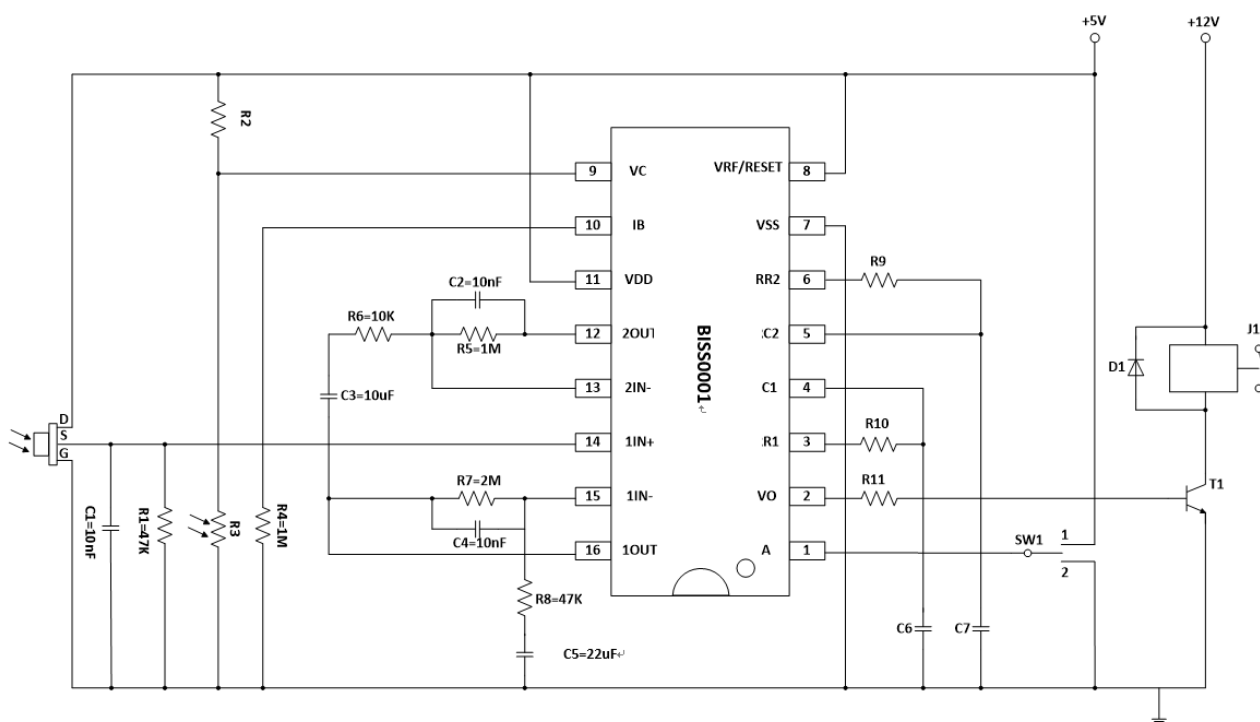 +5V
+12V
R2
9 VC
VRF/RESET 8
10 IB
VSS 7
11 VDD
RR2 6
R9
C2=10nF
R6=10K
R5=1M
12 2OUT
C2 5
BISS0001
J1
D1
13 2IN-
C1 4
C3=10uF
D
S
G
14 1IN+
R1 3
R10
R7=2M
15 1IN-
VO 2
R11
T1
C4=10nF
16 1OUT
A 1
SW1
1
2
C1=10nF
R1=47K
R3
R4=1M
R8=47K
C5=22uF
C6
C7